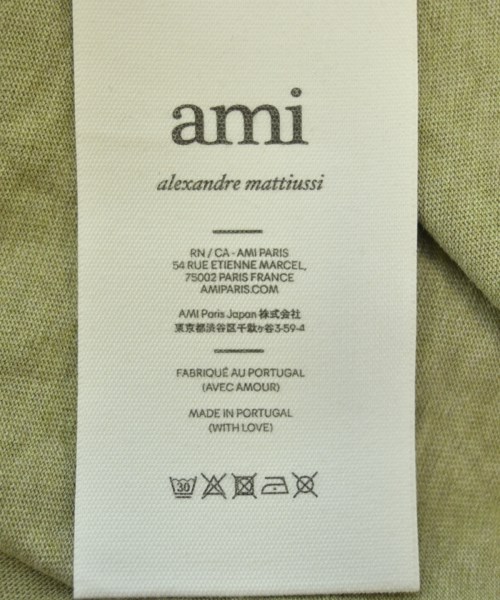 ami
alexandre mattiussi
RN / CA - AMI PARIS
54 RUE ETIENNE MARCEL,
75002 PARIS FRANCE
AMIPARIS.COM
AMI Paris Japan 株式会社
東京都渋谷区千駄ヶ谷3-59-4
FABRIQUÉ AU PORTUGAL
(AVEC AMOUR)
MADE IN PORTUGAL
(WITH LOVE)
30